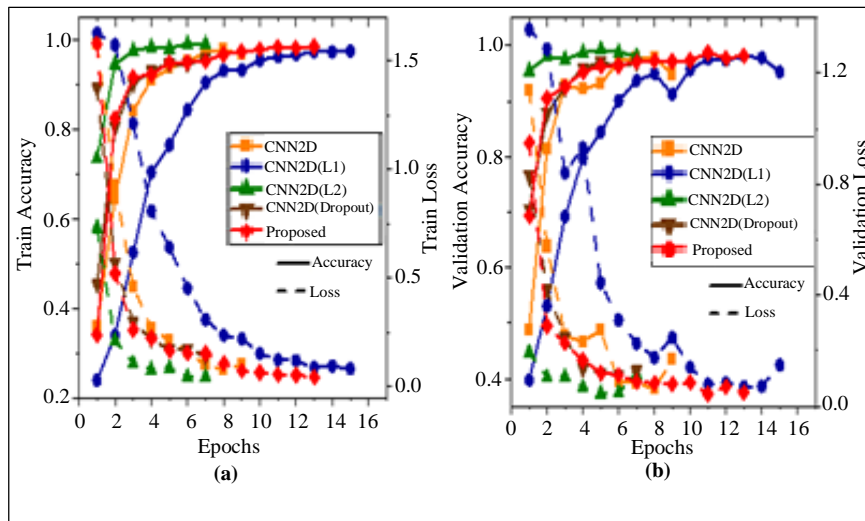 Train Accuracy
1.0
0.8
0.6
0.4
0.2
0 2 4 6 8 10 12 14 16
Epochs
(a)
1.5
1.0
0.5
0.0
Train Loss
CNN2D
CNN2D(L1)
CNN2D(L2)
CNN2D(Dropout)
Proposed
Accuracy
Loss
Validation Accuracy
1.0
0.8
0.6
0.4
0 2 4 6 8 10 12 14 16
Epochs
(b)
1.2
0.8
0.4
0.0
Validation Loss
CNN2D
CNN2D(L1)
CNN2D(L2)
CNN2D(Dropout)
Proposed
Accuracy
Loss